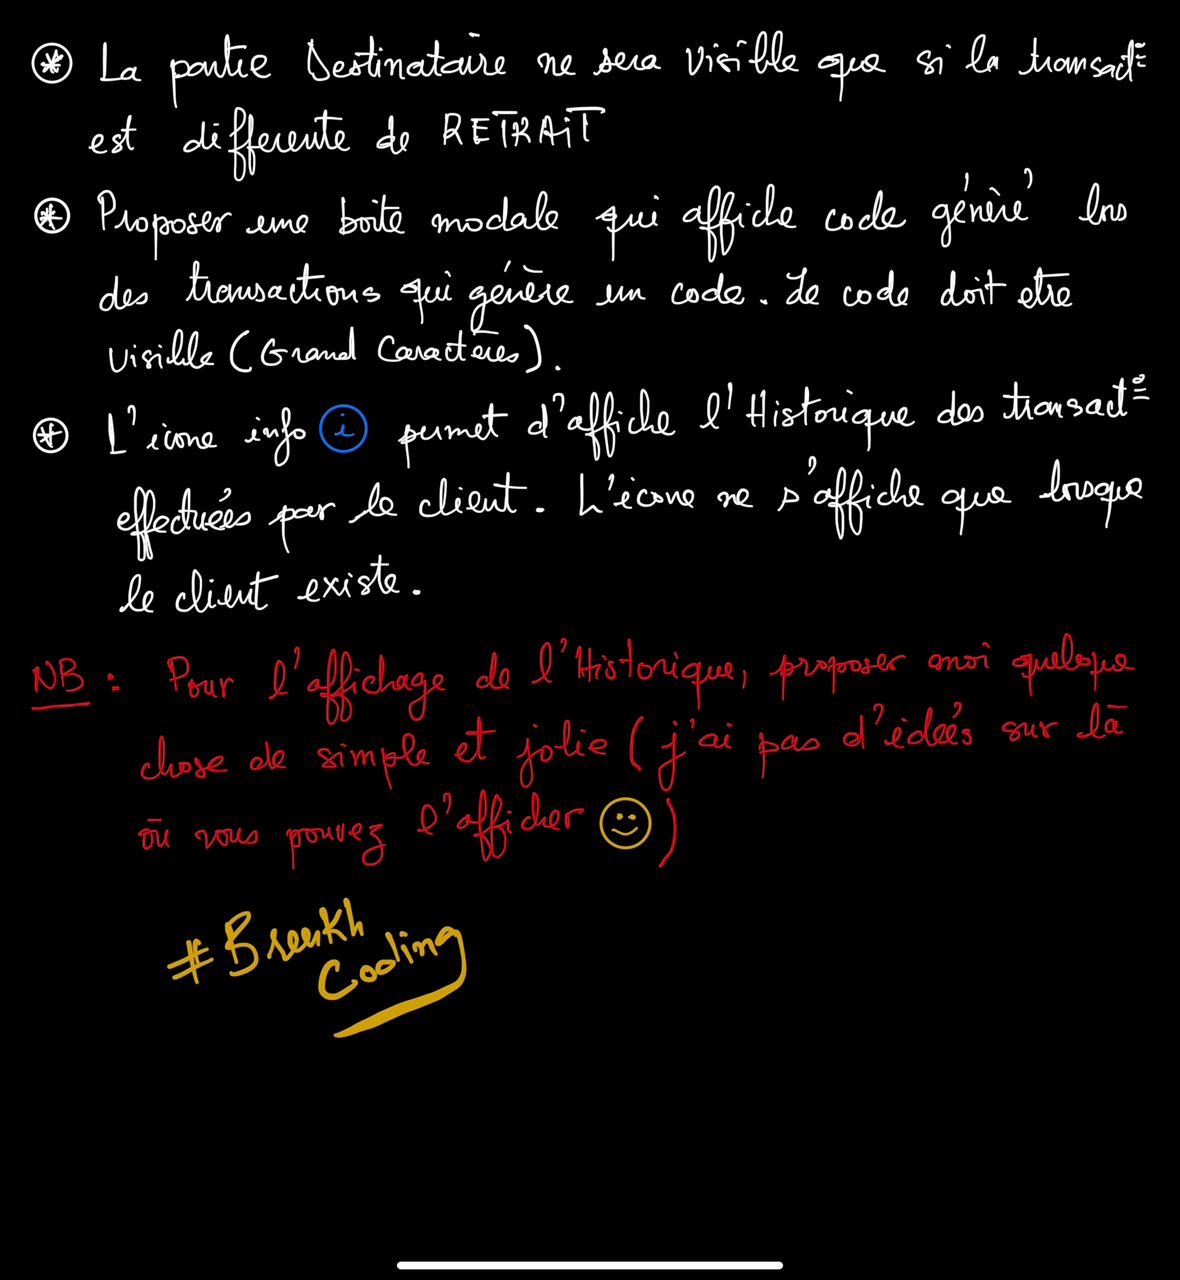 * La partie Destinataire ne sera visible que si la transact=
est differente de RETRAIT
* Proposer une boite modale qui affiche code génèré lors
des transactions qui génère un code. Le code doit etre
visible (Grand Caractères).
* L'icone info i permet d'affiche l'Historique des transact°=
effectuées par le client. L'icone ne s'affiche que lorsque
le client existe.
NB : Pour l'affichage de l'Historique, proposer moi quelque
chose de simple et jolie (j'ai pas d'ideés sur là
où vous pouvez l'afficher )
#Breukh
Coding